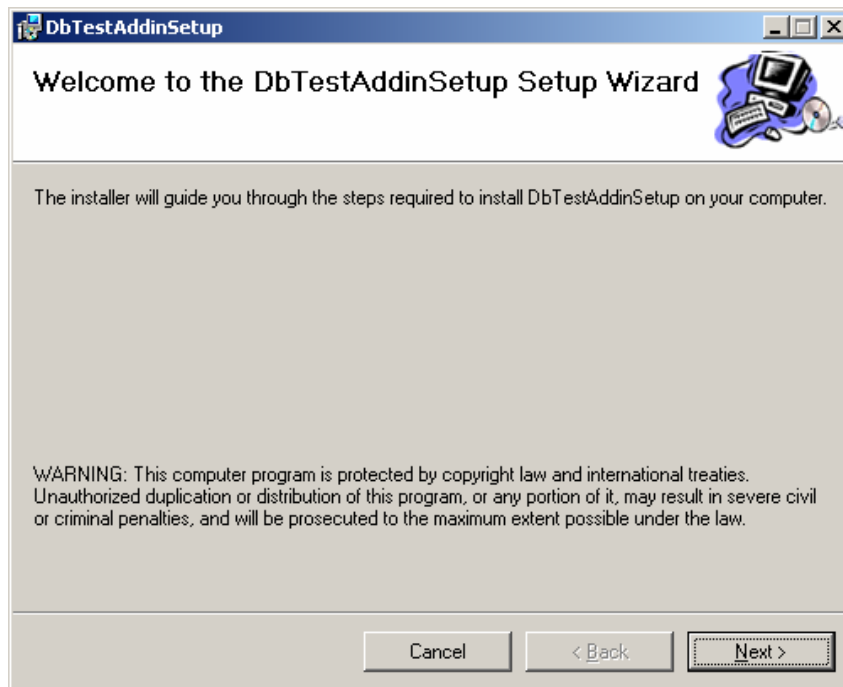 DbTestAddinSetup
Welcome to the DbTestAddinSetup Setup Wizard
The installer will guide you through the steps required to install DbTestAddinSetup on your computer.
WARNING: This computer program is protected by copyright law and international treaties.
Unauthorized duplication or distribution of this program, or any portion of it, may result in severe civil
or criminal penalties, and will be prosecuted to the maximum extent possible under the law.
Cancel < Back Next >